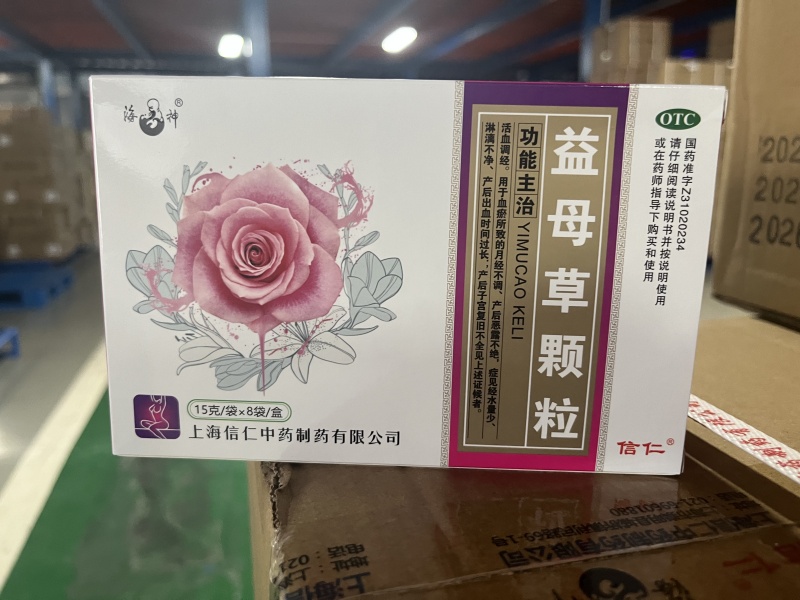 海神®
15克/袋×8袋/盒
上海信仁中药制药有限公司
益母草颗粒
YIMUCAO KELI
功能主治
活血调经。用于血瘀所致的月经不调、产后恶露不绝，症见经水量少、
淋漓不净、产后出血时间过长；产后子宫复旧不全见上述证候者。
OTC
国药准字Z31020234
请仔细阅读说明书并按说明使用
或在药师指导下购买和使用
信仁®
202
202
2026